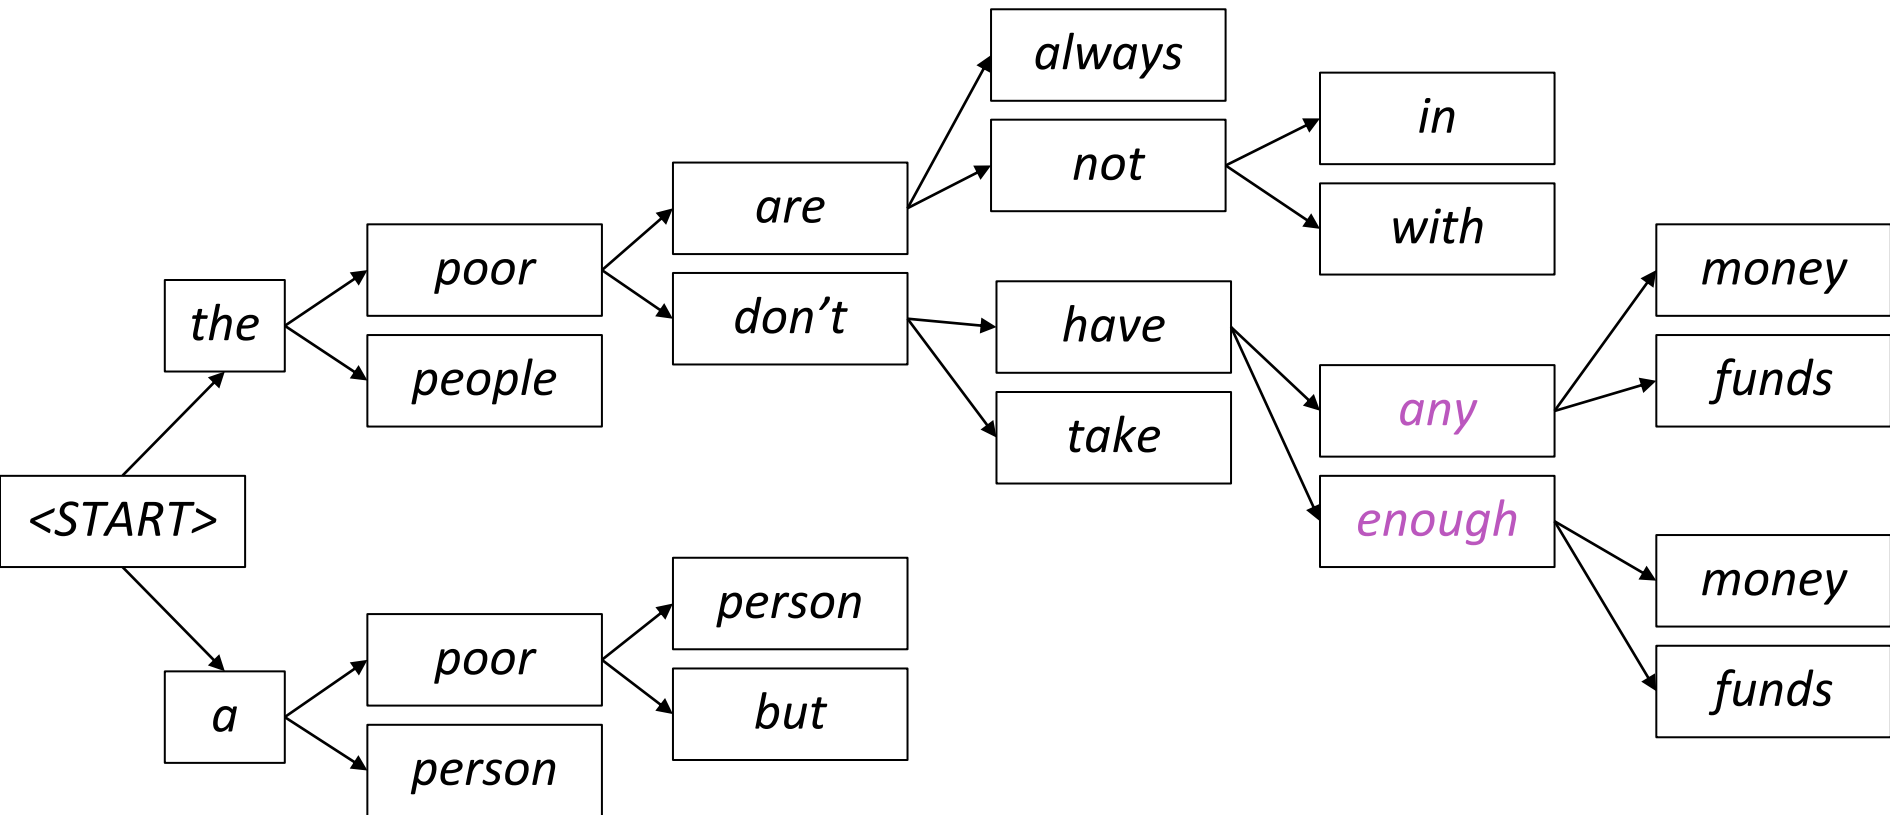 always
in
not
are
with
poor
money
the
don’t
have
people
funds
any
take
<START>
enough
person
money
poor
funds
a
but
person